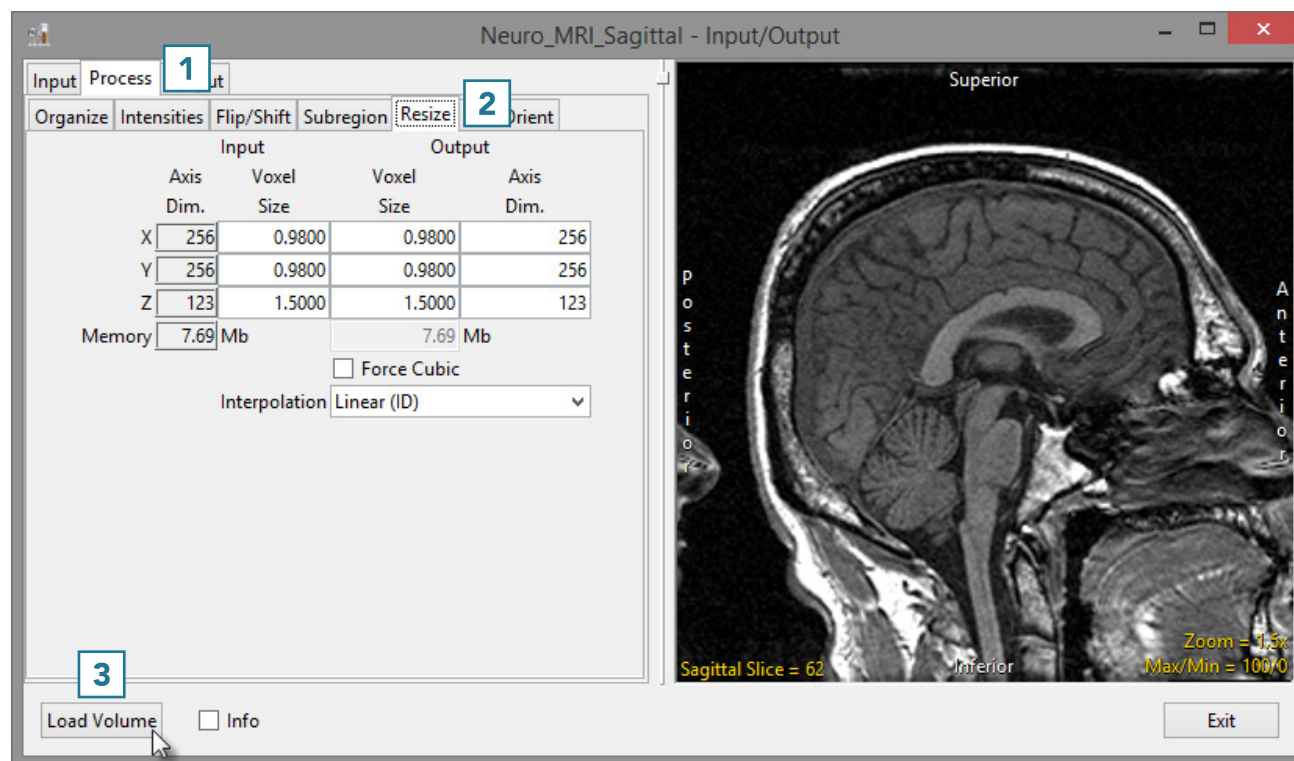 Neuro_MRI_Sagittal - Input/Output
Input Process 1 ut
Organize Intensities Flip/Shift Subregion Resize 2 Orient
Input Output
Axis Voxel Voxel Axis
Dim. Size Size Dim.
X 256 0.9800 0.9800 256
Y 256 0.9800 0.9800 256
Z 123 1.5000 1.5000 123
Memory 7.69 Mb 7.69 Mb
Force Cubic
Interpolation Linear (ID)
Superior
Posterior
Anterior
Zoom = 1.5x
Sagittal Slice = 62 Inferior Max/Min = 100/0
3
Load Volume Info Exit